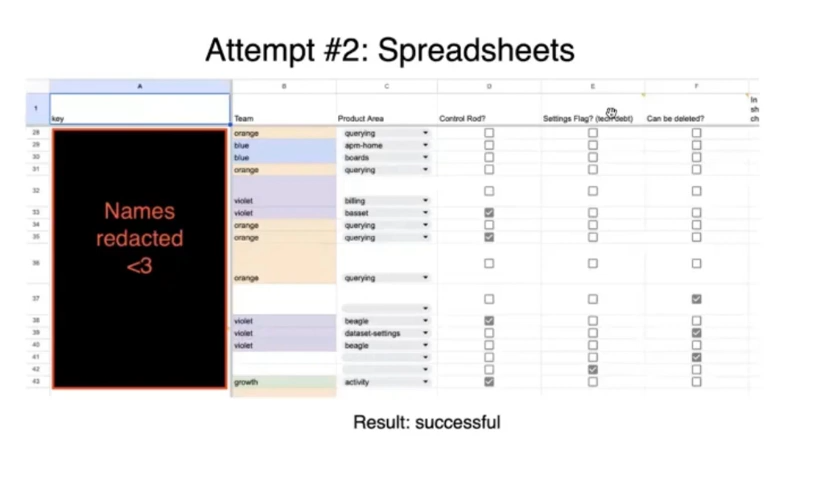 Attempt #2: Spreadsheets
A B C D E F
1 key Team Product Area Control Rod? Settings Flag? (tech debt) Can be deleted? In sh ch
28 orange querying
29 blue apm-home
30 blue boards
31 orange querying
32 violet billing
33 violet basset
34 orange querying
35 orange querying
36 orange querying
37
38 violet beagle
39 violet dataset-settings
40 violet beagle
41
42
43 growth activity
Names
redacted
<3
Result: successful